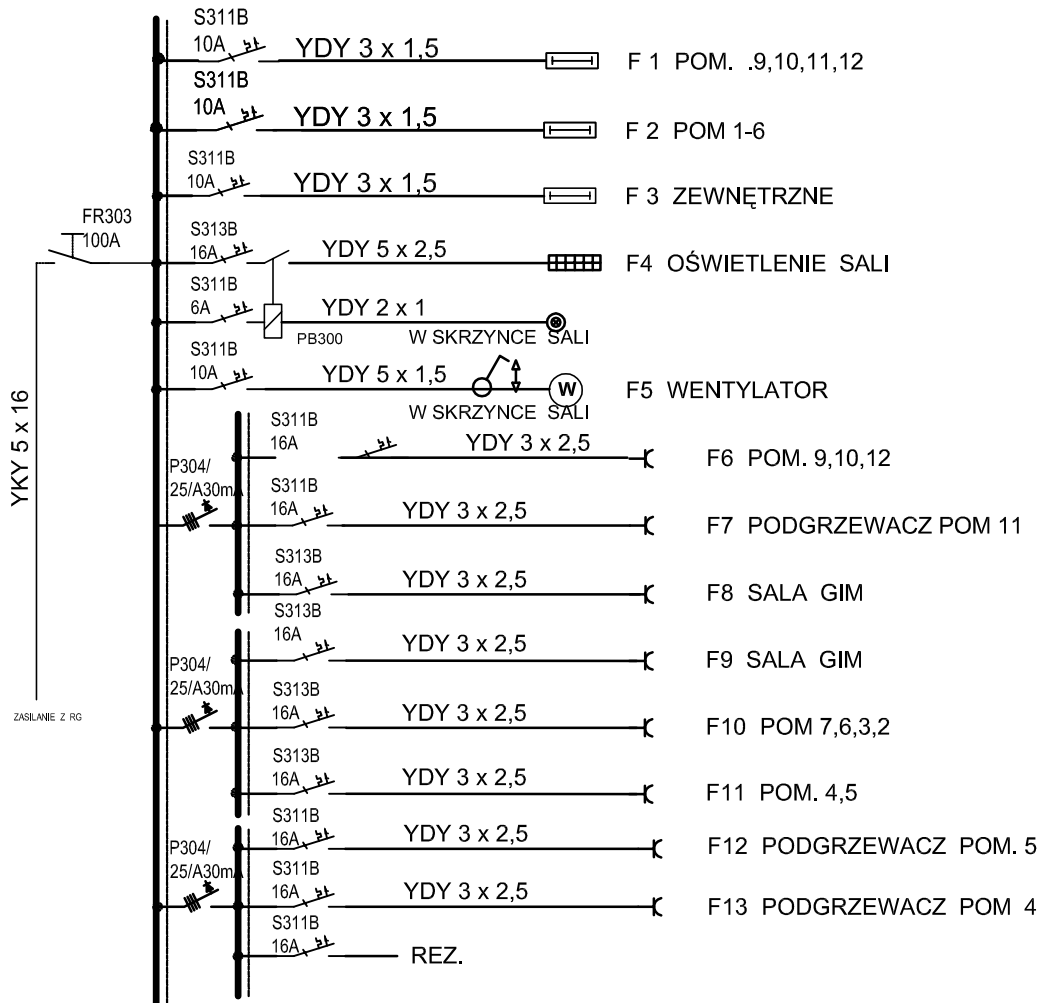 S311B
10A YDY 3 x 1,5 F 1 POM. .9,10,11,12
S311B
10A YDY 3 x 1,5 F 2 POM 1-6
S311B
10A YDY 3 x 1,5 F 3 ZEWNĘTRZNE
FR303
100A
S313B
16A YDY 5 x 2,5 F4 OŚWIETLENIE SALI
S311B
6A YDY 2 x 1
PB300 W SKRZYNCE SALI
S311B
10A YDY 5 x 1,5 W F5 WENTYLATOR
W SKRZYNCE SALI
YKY 5 x 16
ZASILANIE Z RG
S311B
16A YDY 3 x 2,5 F6 POM. 9,10,12
P304/
25/A30mA
S311B
16A YDY 3 x 2,5 F7 PODGRZEWACZ POM 11
S313B
16A YDY 3 x 2,5 F8 SALA GIM
S313B
16A YDY 3 x 2,5 F9 SALA GIM
P304/
25/A30mA
S313B
16A YDY 3 x 2,5 F10 POM 7,6,3,2
S313B
16A YDY 3 x 2,5 F11 POM. 4,5
S311B
16A YDY 3 x 2,5 F12 PODGRZEWACZ POM. 5
P304/
25/A30mA
S311B
16A YDY 3 x 2,5 F13 PODGRZEWACZ POM 4
S311B
16A REZ.